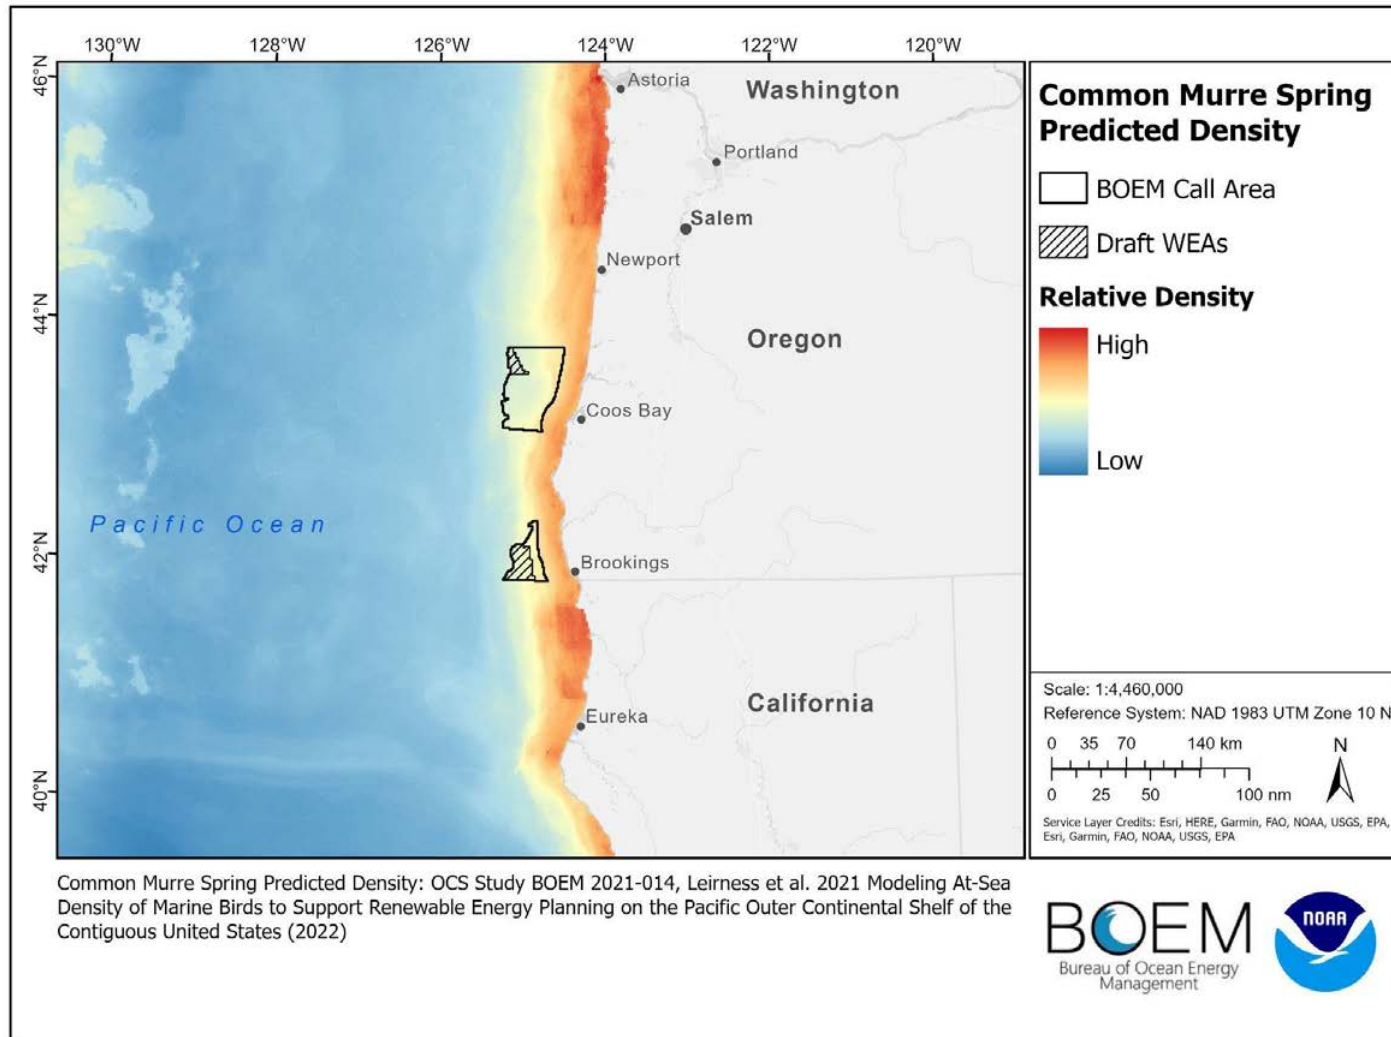 130°W 128°W 126°W 124°W 122°W 120°W
46°N
44°N
42°N
40°N
Astoria
Washington
Portland
Salem
Newport
Oregon
Coos Bay
Pacific Ocean
Brookings
California
Eureka
Common Murre Spring
Predicted Density
BOEM Call Area
Draft WEAs
Relative Density
High
Low
Scale: 1:4,460,000
Reference System: NAD 1983 UTM Zone 10 N
0 35 70 140 km
N
0 25 50 100 nm
Service Layer Credits: Esri, HERE, Garmin, FAO, NOAA, USGS, EPA,
Esri, Garmin, FAO, NOAA, USGS, EPA
Common Murre Spring Predicted Density: OCS Study BOEM 2021-014, Leirness et al. 2021 Modeling At-Sea
Density of Marine Birds to Support Renewable Energy Planning on the Pacific Outer Continental Shelf of the
Contiguous United States (2022)
BOEM
Bureau of Ocean Energy
Management
NOAA